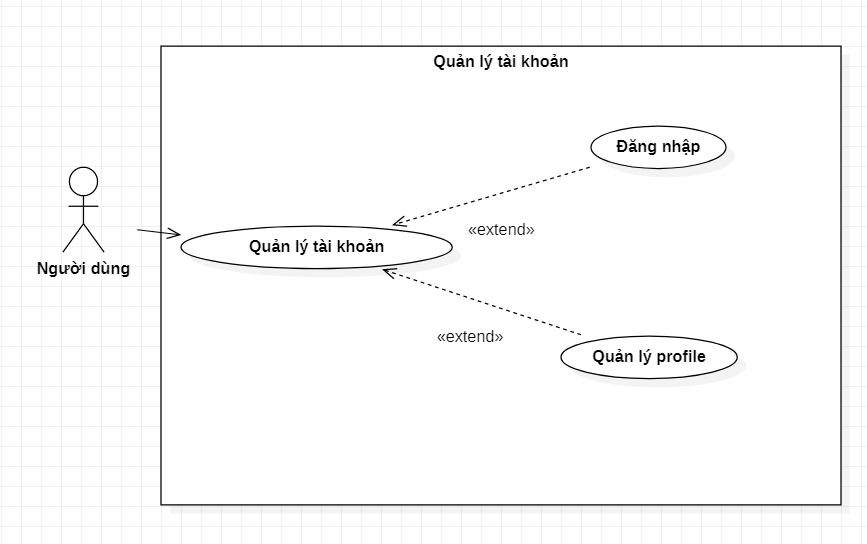 Quản lý tài khoản
Đăng nhập
«extend»
Quản lý tài khoản
Người dùng
«extend»
Quản lý profile